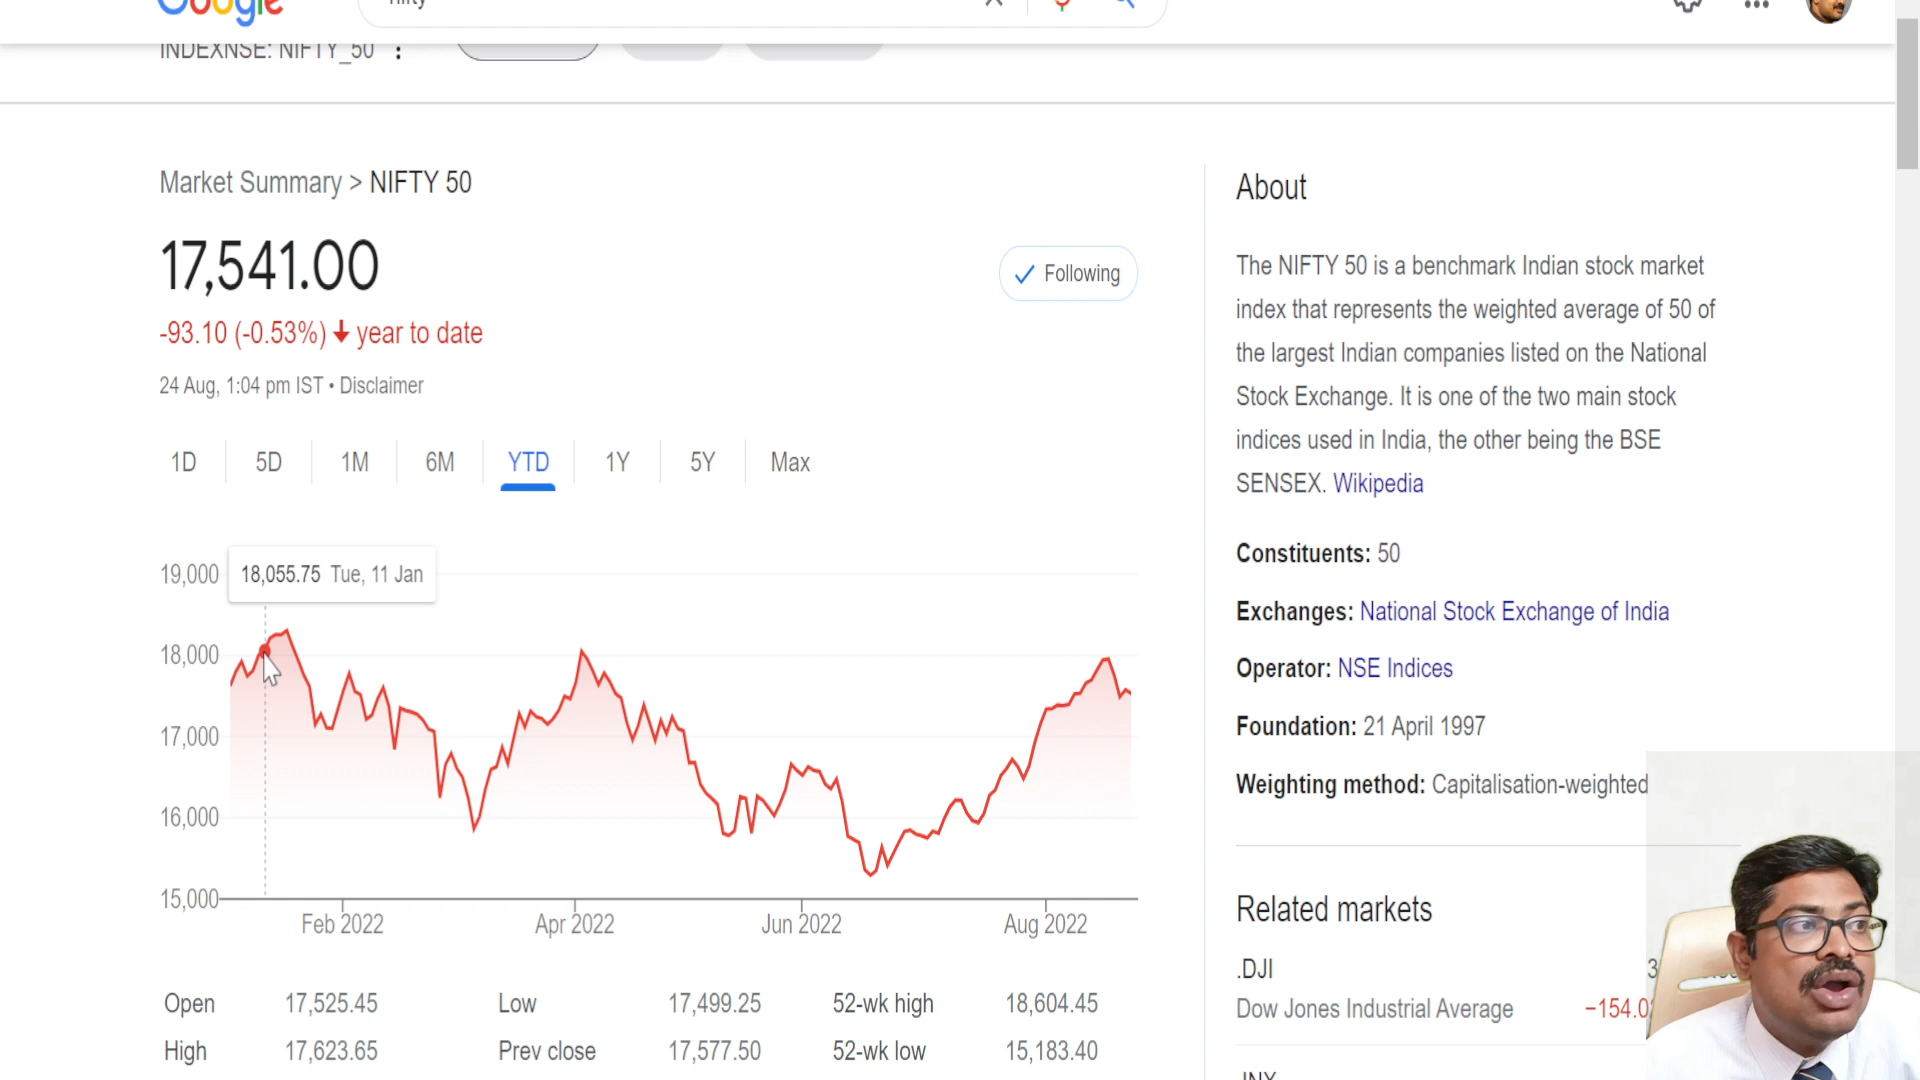 Google
nifty
INDEXNSE: NIFTY_50
Market Summary > NIFTY 50
17,541.00
Following
-93.10 (-0.53%) year to date
24 Aug, 1:04 pm IST • Disclaimer
1D 5D 1M 6M YTD 1Y 5Y Max
18,055.75 Tue, 11 Jan
19,000
18,000
17,000
16,000
15,000
Feb 2022 Apr 2022 Jun 2022 Aug 2022
Open 17,525.45 Low 17,499.25 52-wk high 18,604.45
High 17,623.65 Prev close 17,577.50 52-wk low 15,183.40
About
The NIFTY 50 is a benchmark Indian stock market
index that represents the weighted average of 50 of
the largest Indian companies listed on the National
Stock Exchange. It is one of the two main stock
indices used in India, the other being the BSE
SENSEX. Wikipedia
Constituents: 50
Exchanges: National Stock Exchange of India
Operator: NSE Indices
Foundation: 21 April 1997
Weighting method: Capitalisation-weighted
Related markets
.DJI
Dow Jones Industrial Average −154.0